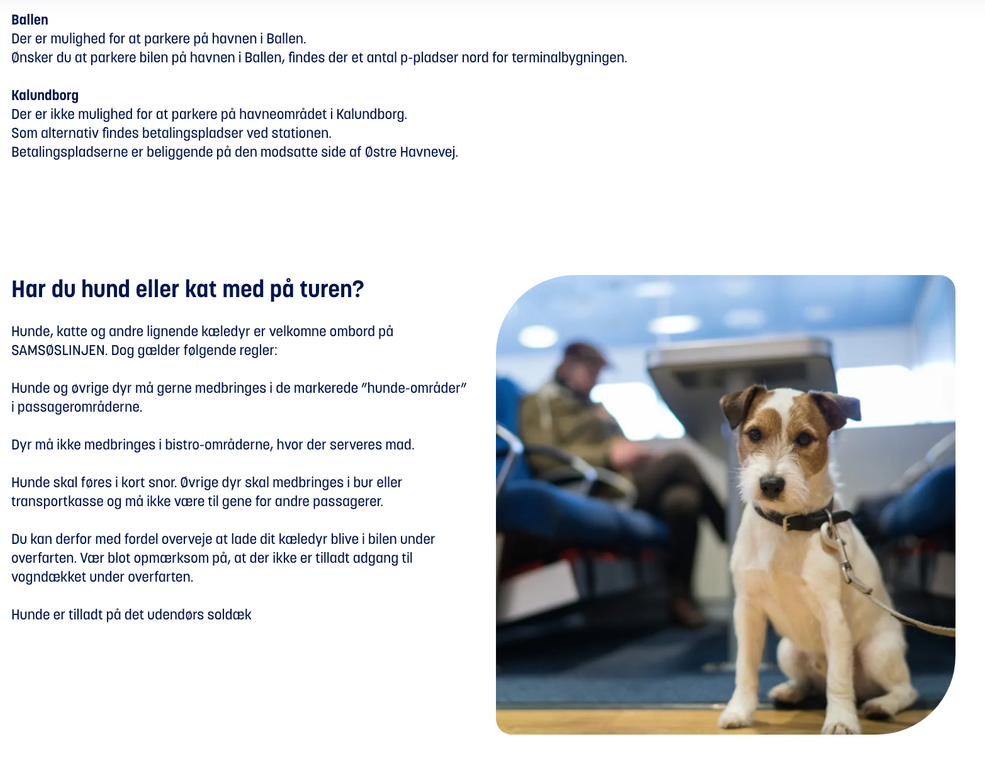 Ballen
Der er mulighed for at parkere på havnen i Ballen.
Ønsker du at parkere bilen på havnen i Ballen, findes der et antal p-pladser nord for terminalbygningen.
Kalundborg
Der er ikke mulighed for at parkere på havneområdet i Kalundborg.
Som alternativ findes betalingspladser ved stationen.
Betalingspladserne er beliggende på den modsatte side af Østre Havnevej.
Har du hund eller kat med på turen?
Hunde, katte og andre lignende kæledyr er velkomne ombord på
SAMSØLINJEN. Dog gælder følgende regler:
Hunde og øvrige dyr må gerne medbringes i de markerede ”hunde-områder”
i passagerområderne.
Dyr må ikke medbringes i bistro-områderne, hvor der serveres mad.
Hunde skal føres i kort snor. Øvrige dyr skal medbringes i bur eller
transportkasse og må ikke være til gene for andre passagerer.
Du kan derfor med fordel overveje at lade dit kæledyr blive i bilen under
overfarten. Vær blot opmærksom på, at der ikke er tilladt adgang til
vogndækket under overfarten.
Hunde er tilladt på det udendørs soldæk